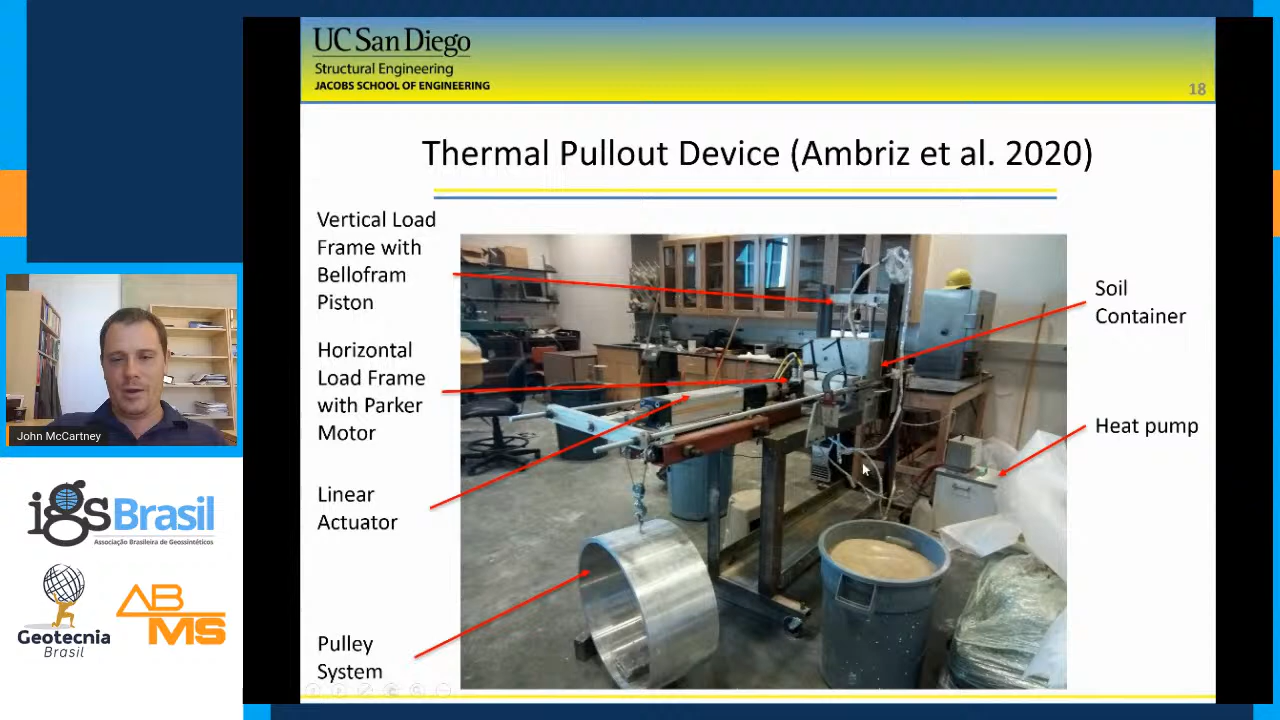 UC San Diego
Structural Engineering
JACOBS SCHOOL OF ENGINEERING
18
Thermal Pullout Device (Ambriz et al. 2020)
Vertical Load
Frame with
Bellofram
Piston
Horizontal
Load Frame
with Parker
Motor
Linear
Actuator
Pulley
System
Soil
Container
Heat pump
John McCartney
igs Brasil
Associação Brasileira de Geossintéticos
Geotecnia
Brasil
ABMS